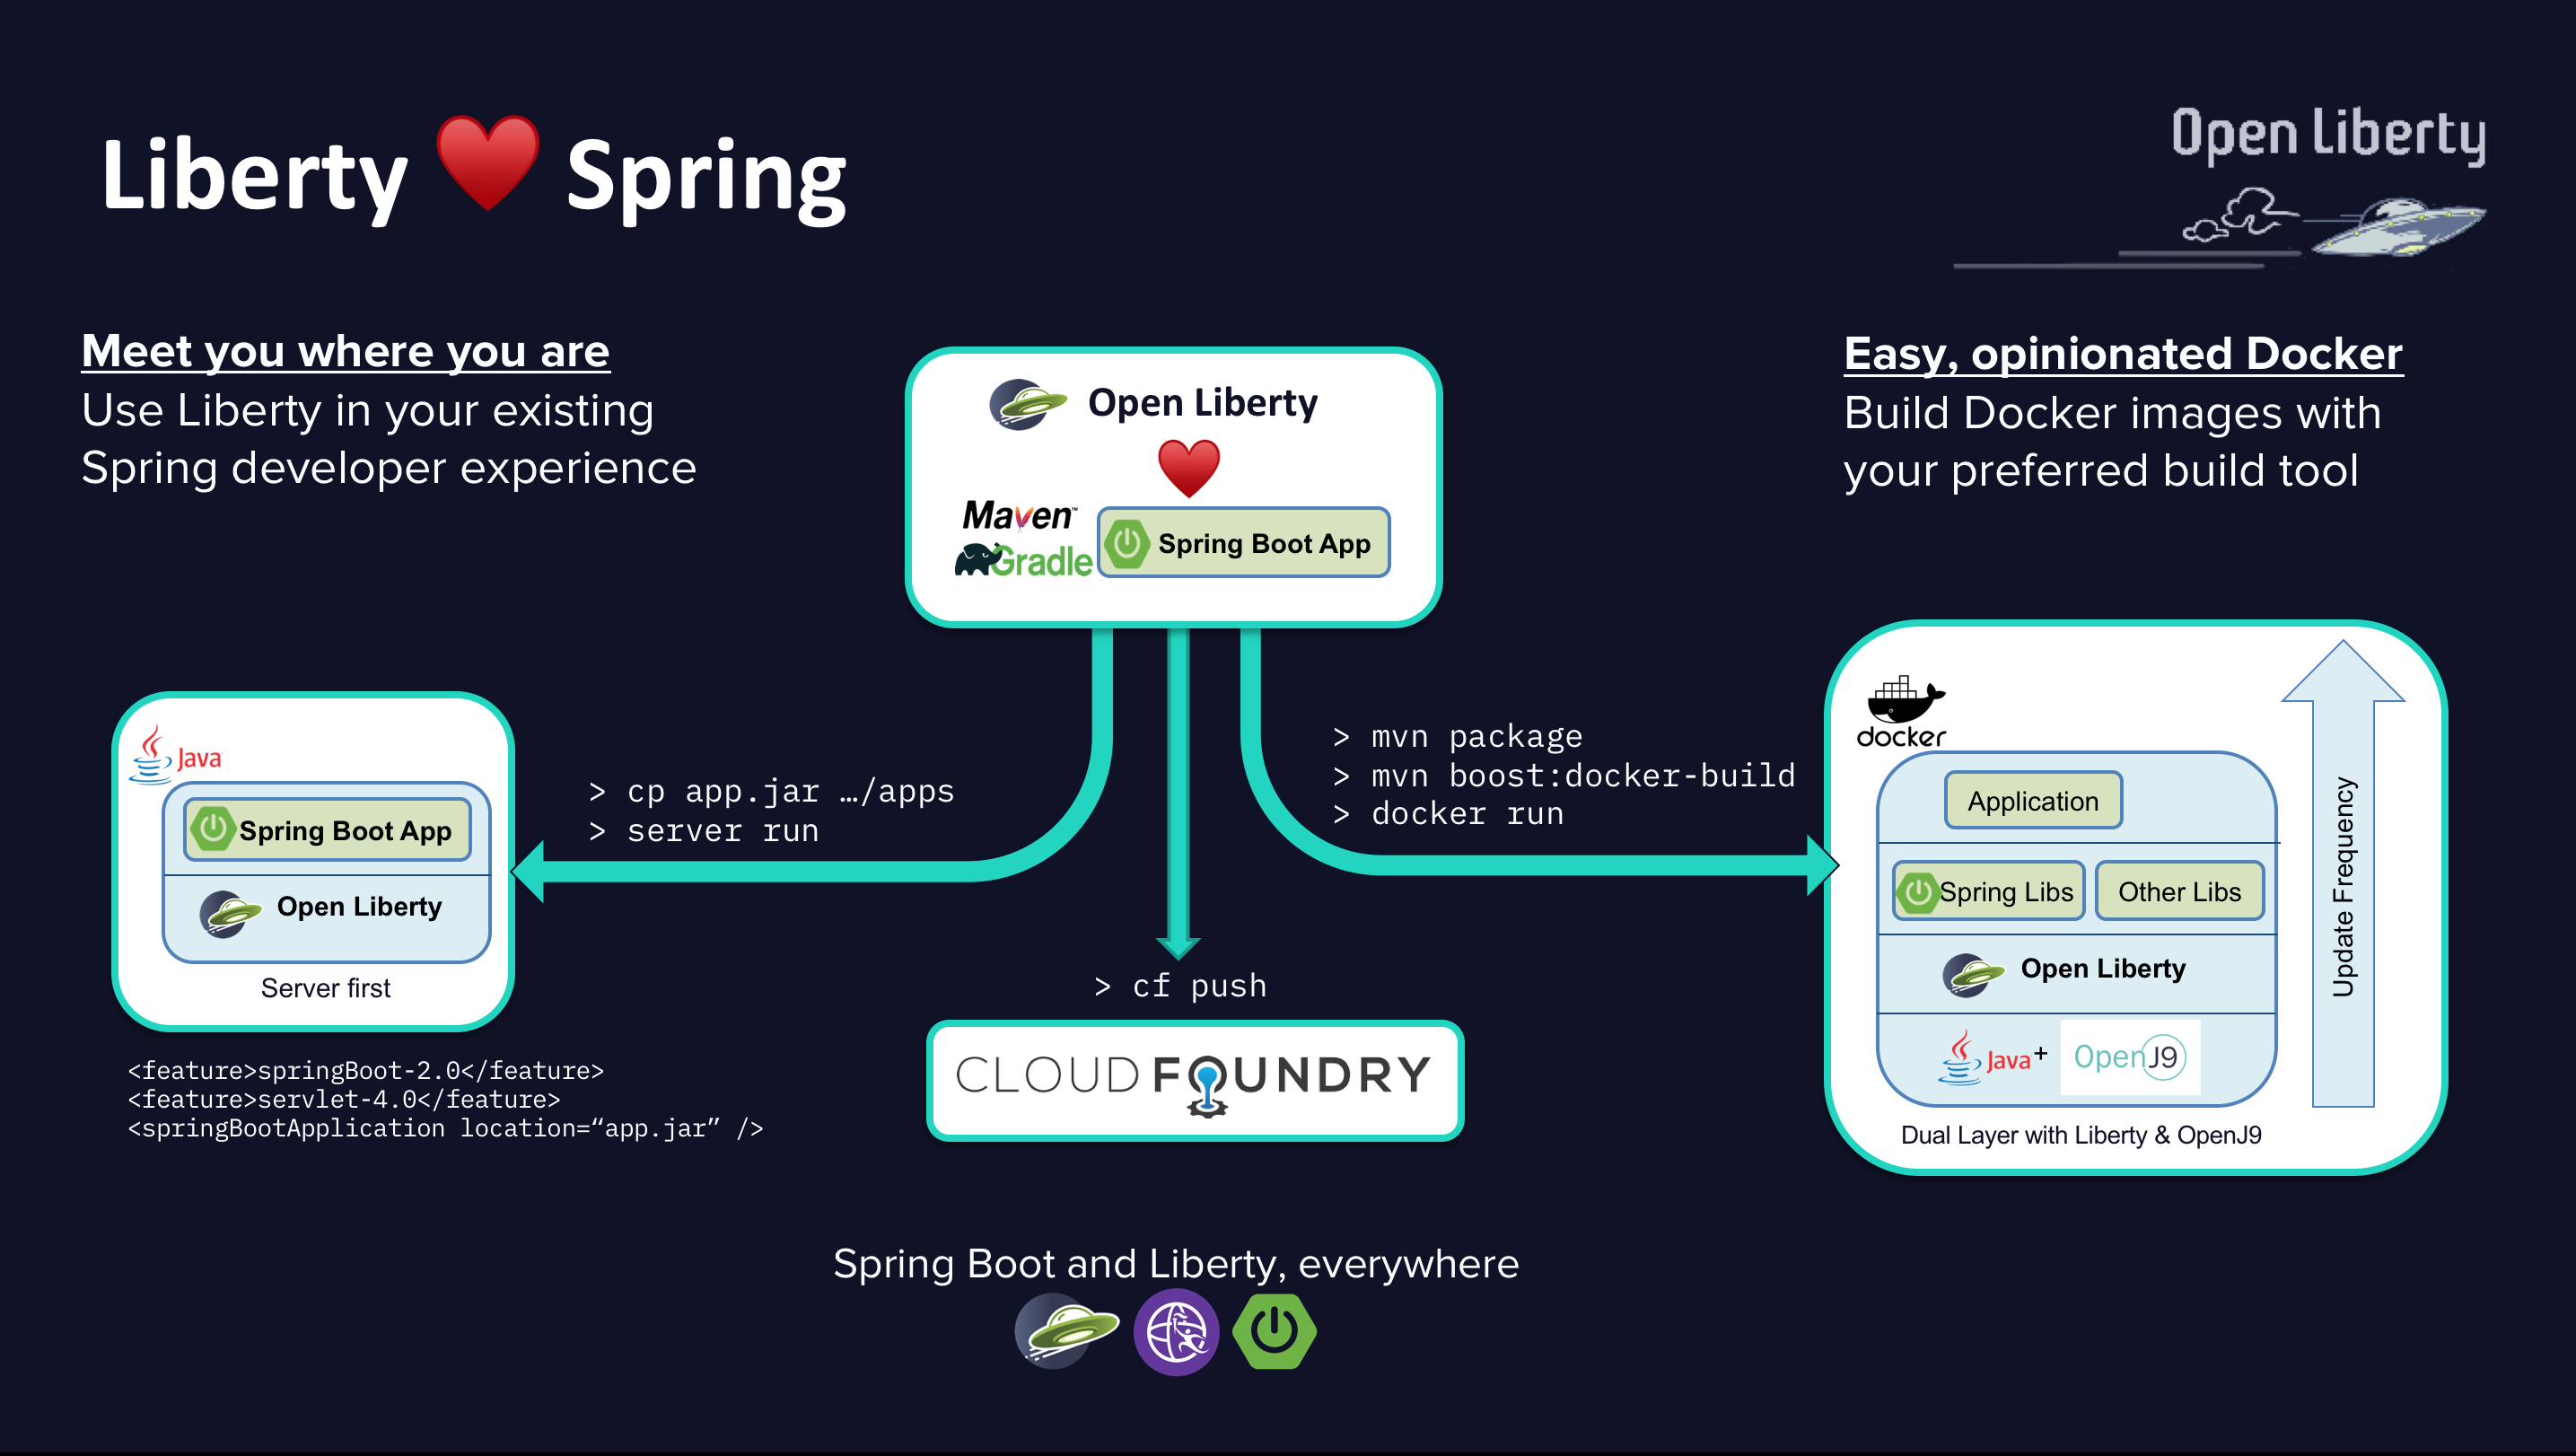 Liberty ❤ Spring
Open Liberty
Meet you where you are
Use Liberty in your existing
Spring developer experience
Open Liberty
Maven™
Gradle
Spring Boot App
Easy, opinionated Docker
Build Docker images with
your preferred build tool
Java
Spring Boot App
Open Liberty
Server first
> cp app.jar …/apps
> server run
<feature>springBoot-2.0</feature>
<feature>servlet-4.0</feature>
<springBootApplication location=“app.jar” />
> cf push
CLOUD FOUNDRY
> mvn package
> mvn boost:docker-build
> docker run
docker
Application
Spring Libs
Other Libs
Open Liberty
Java +
OpenJ9
Dual Layer with Liberty & OpenJ9
Update Frequency
Spring Boot and Liberty, everywhere